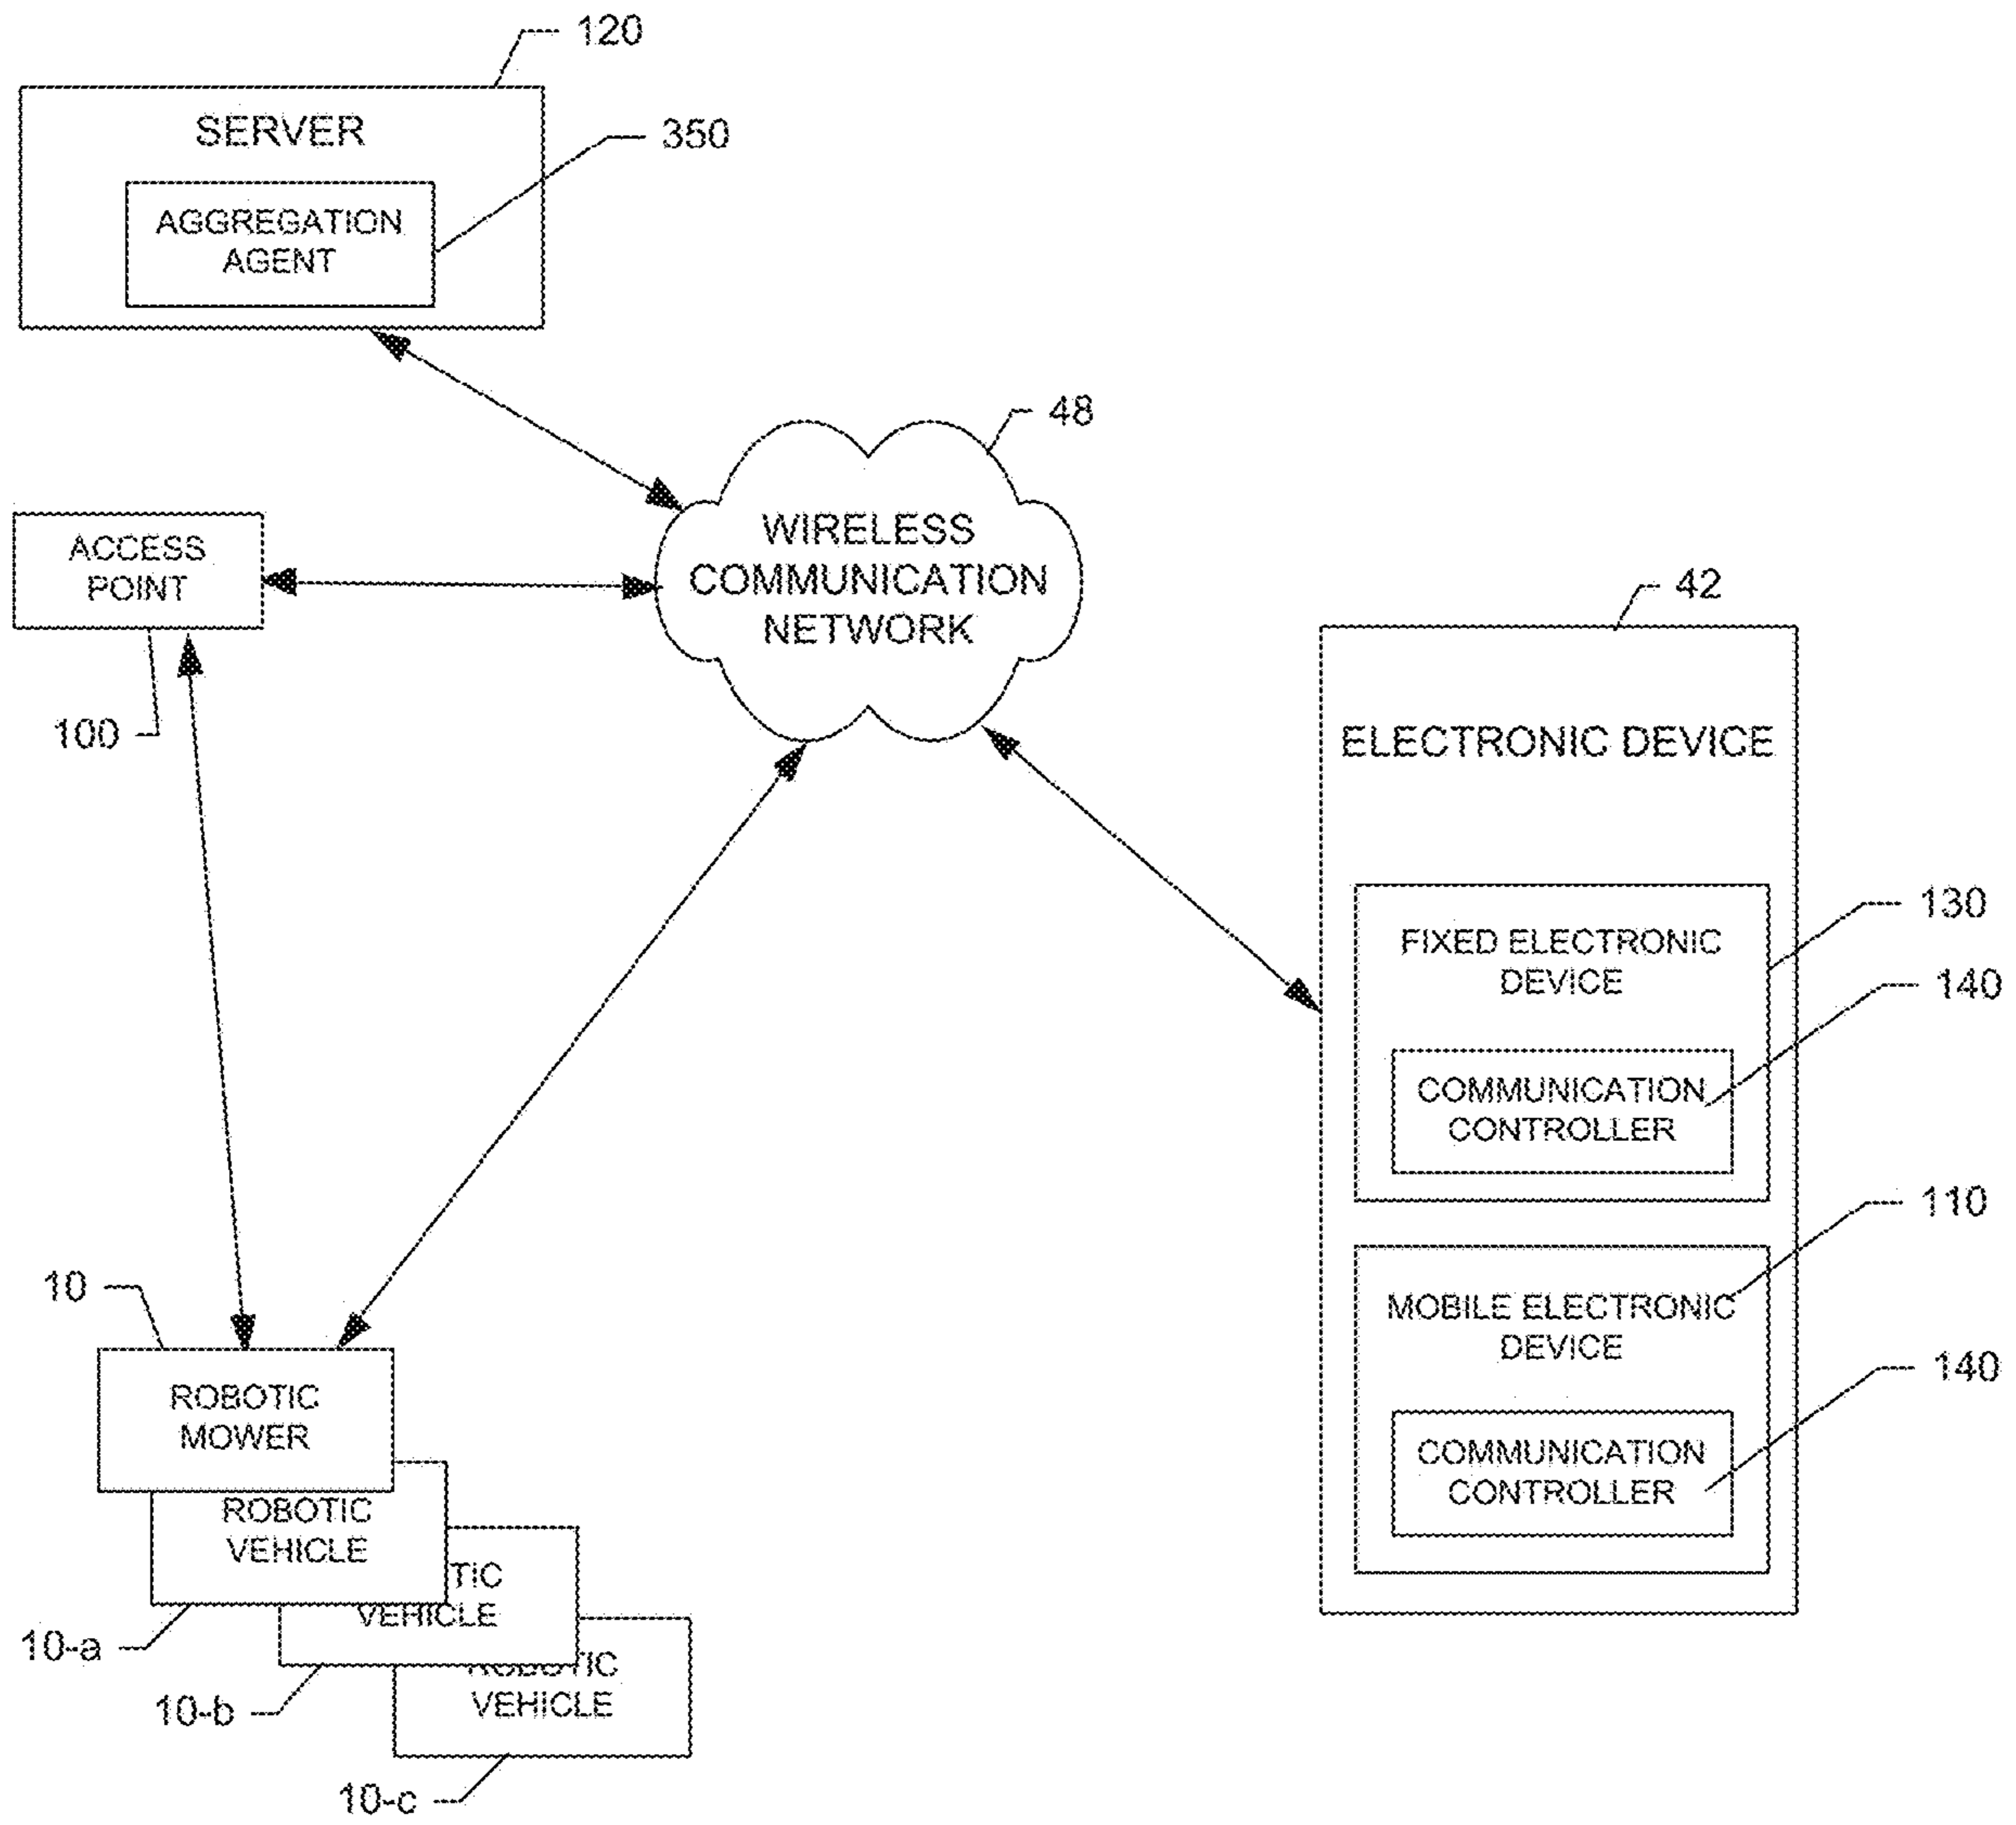 120
SERVER
350
AGGREGATION
AGENT
48
WIRELESS
COMMUNICATION
NETWORK
ACCESS
POINT
100
42
ELECTRONIC DEVICE
130
FIXED ELECTRONIC
DEVICE
140
COMMUNICATION
CONTROLLER
110
MOBILE ELECTRONIC
DEVICE
140
COMMUNICATION
CONTROLLER
10
ROBOTIC
MOWER
ROBOTIC
VEHICLE
10-a
TIC
VEHICLE
10-b
ROBOTIC
VEHICLE
10-c